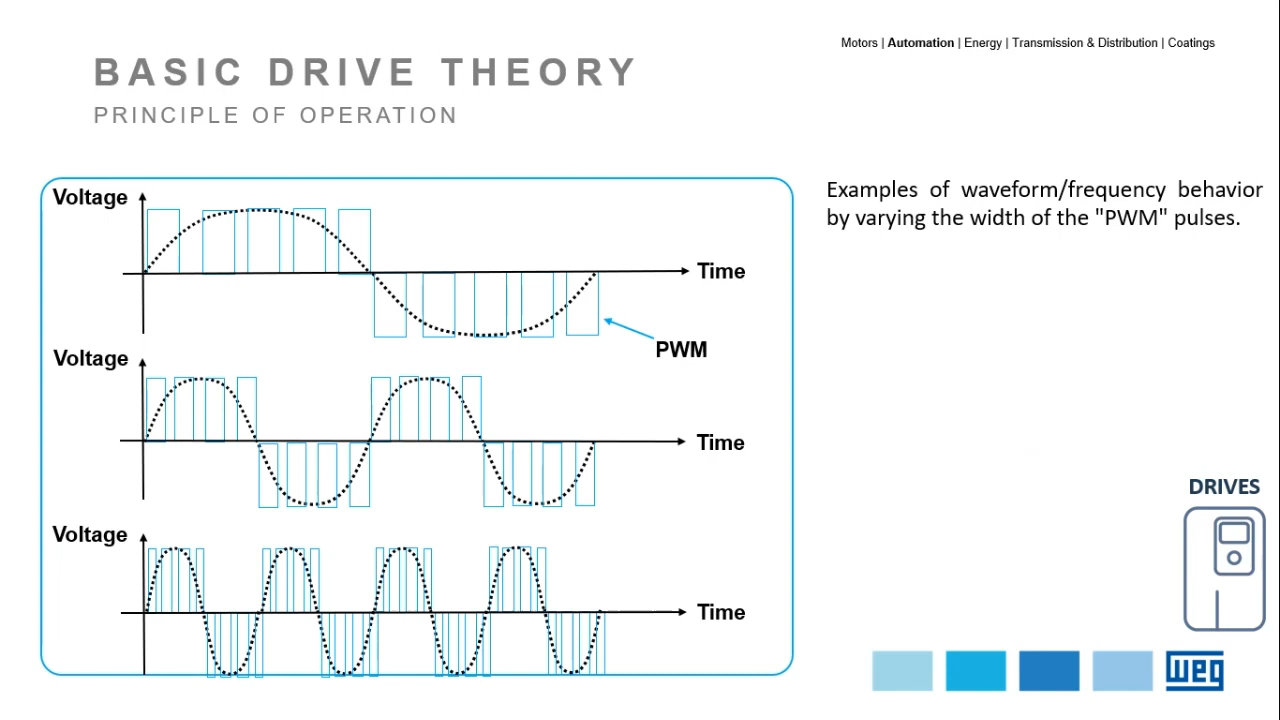 Motors | Automation | Energy | Transmission & Distribution | Coatings
BASIC DRIVE THEORY
PRINCIPLE OF OPERATION
Voltage
Time
PWM
Voltage
Time
Voltage
Time
Examples of waveform/frequency behavior
by varying the width of the "PWM" pulses.
DRIVES
weg